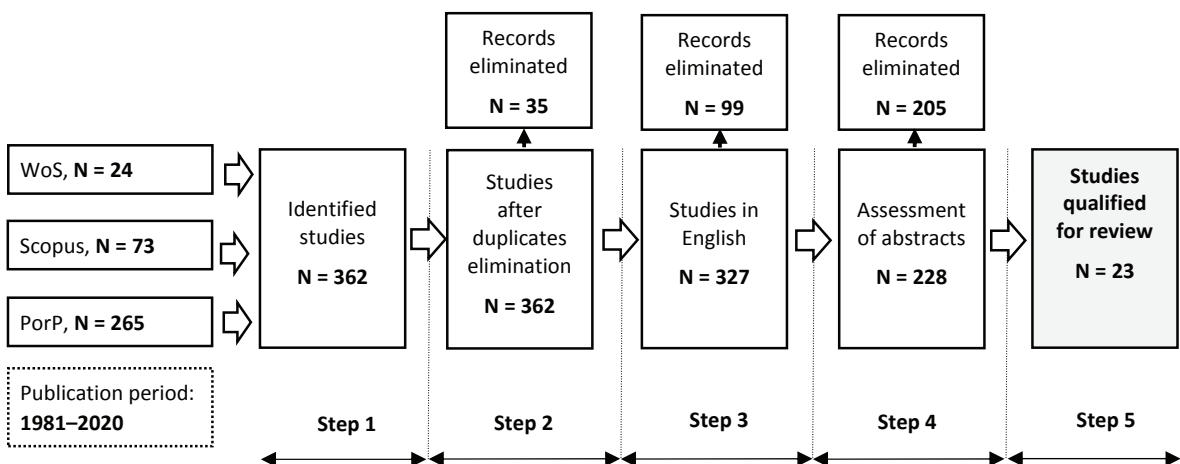 Records
eliminated
N = 35
Records
eliminated
N = 99
Records
eliminated
N = 205
WoS, N = 24
Scopus, N = 73
PorP, N = 265
Publication period:
1981–2020
Identified
studies
N = 362
Studies
after
duplicates
elimination
N = 362
Studies in
English
N = 327
Assessment
of abstracts
N = 228
Studies
qualified
for review
N = 23
Step 1
Step 2
Step 3
Step 4
Step 5